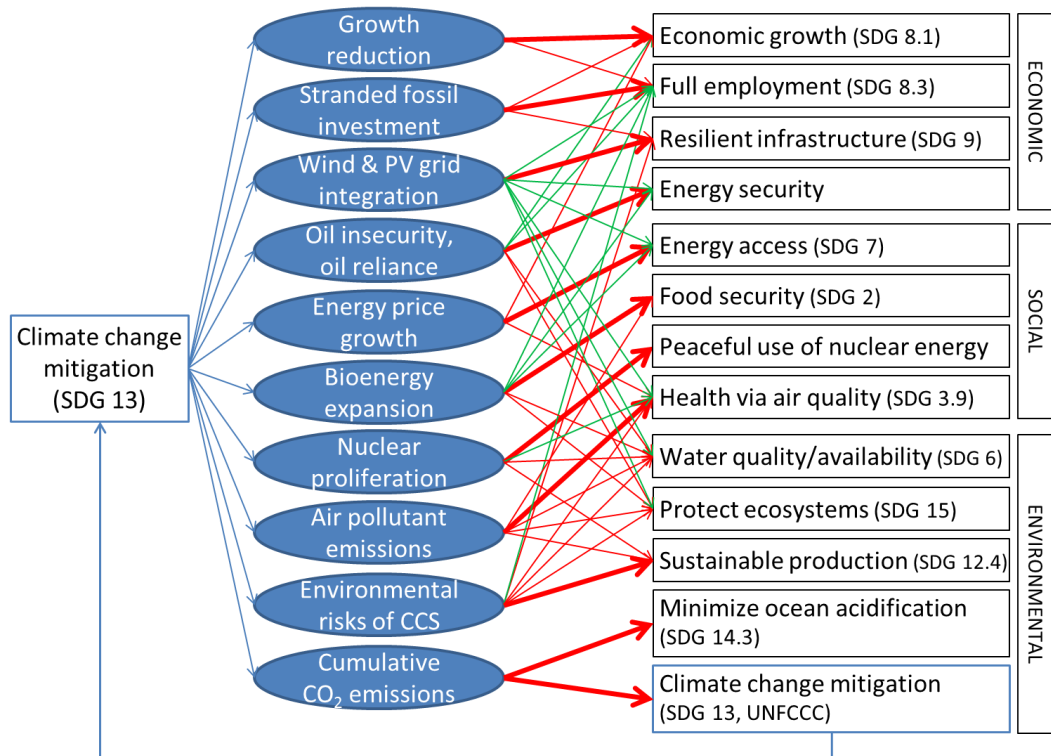 Climate change
mitigation
(SDG 13)
Growth
reduction
Stranded fossil
investment
Wind & PV grid
integration
Oil insecurity,
oil reliance
Energy price
growth
Bioenergy
expansion
Nuclear
proliferation
Air pollutant
emissions
Environmental
risks of CCS
Cumulative
CO₂ emissions
Economic growth (SDG 8.1)
Full employment (SDG 8.3)
Resilient infrastructure (SDG 9)
Energy security
Energy access (SDG 7)
Food security (SDG 2)
Peaceful use of nuclear energy
Health via air quality (SDG 3.9)
Water quality/availability (SDG 6)
Protect ecosystems (SDG 15)
Sustainable production (SDG 12.4)
Minimize ocean acidification
(SDG 14.3)
Climate change mitigation
(SDG 13, UNFCCC)
ECONOMIC
SOCIAL
ENVIRONMENTAL